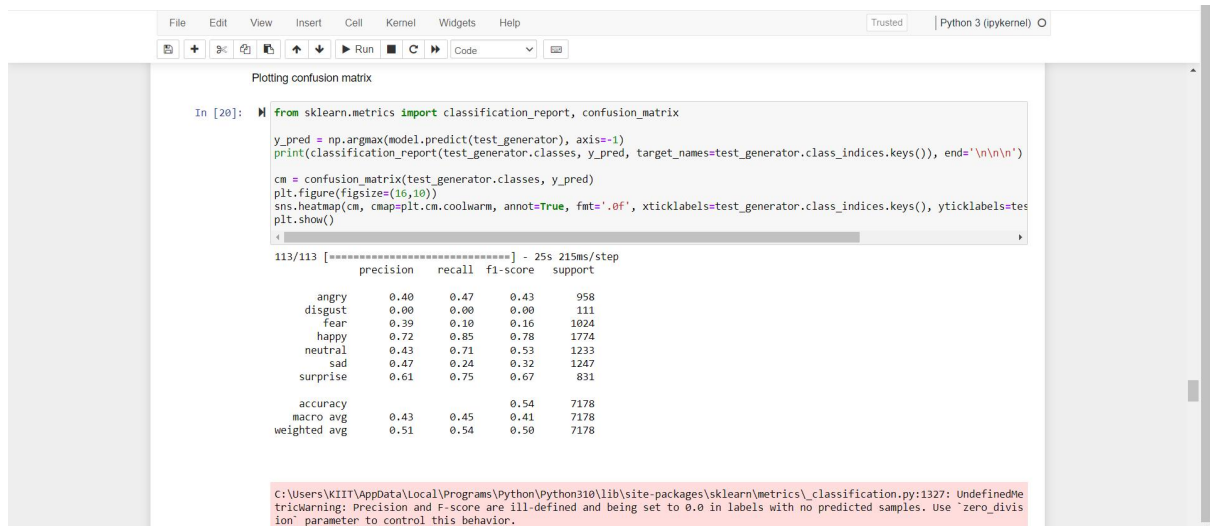 File Edit View Insert Cell Kernel Widgets Help Trusted Python 3 (ipykernel)
Run Code
Plotting confusion matrix
In [20]: from sklearn.metrics import classification_report, confusion_matrix
y_pred = np.argmax(model.predict(test_generator), axis=-1)
print(classification_report(test_generator.classes, y_pred, target_names=test_generator.class_indices.keys()), end='\n\n\n')
cm = confusion_matrix(test_generator.classes, y_pred)
plt.figure(figsize=(16,10))
sns.heatmap(cm, cmap=plt.cm.coolwarm, annot=True, fmt='.0f', xticklabels=test_generator.class_indices.keys(), yticklabels=tes
plt.show()
113/113 [==============================] - 25s 215ms/step
precision recall f1-score support
angry 0.40 0.47 0.43 958
disgust 0.00 0.00 0.00 111
fear 0.39 0.10 0.16 1024
happy 0.72 0.85 0.78 1774
neutral 0.43 0.71 0.53 1233
sad 0.47 0.24 0.32 1247
surprise 0.61 0.75 0.67 831
accuracy 0.54 7178
macro avg 0.43 0.45 0.41 7178
weighted avg 0.51 0.54 0.50 7178
C:\Users\KIIT\AppData\Local\Programs\Python\Python310\lib\site-packages\sklearn\metrics\_classification.py:1327: UndefinedMe
tricWarning: Precision and F-score are ill-defined and being set to 0.0 in labels with no predicted samples. Use `zero_divis
ion` parameter to control this behavior.